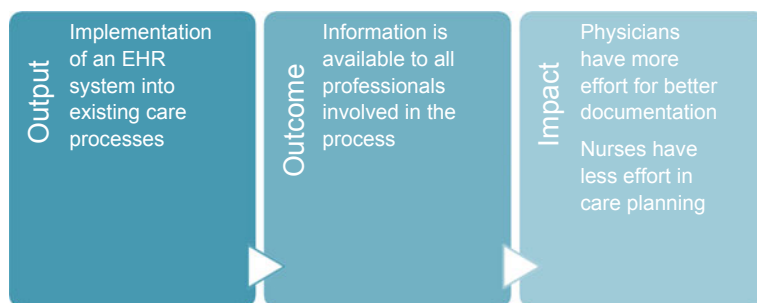 Output
Implementation
of an EHR
system into
existing care
processes
Outcome
Information is
available to all
professionals
involved in the
process
Impact
Physicians
have more
effort for better
documentation
Nurses have
less effort in
care planning